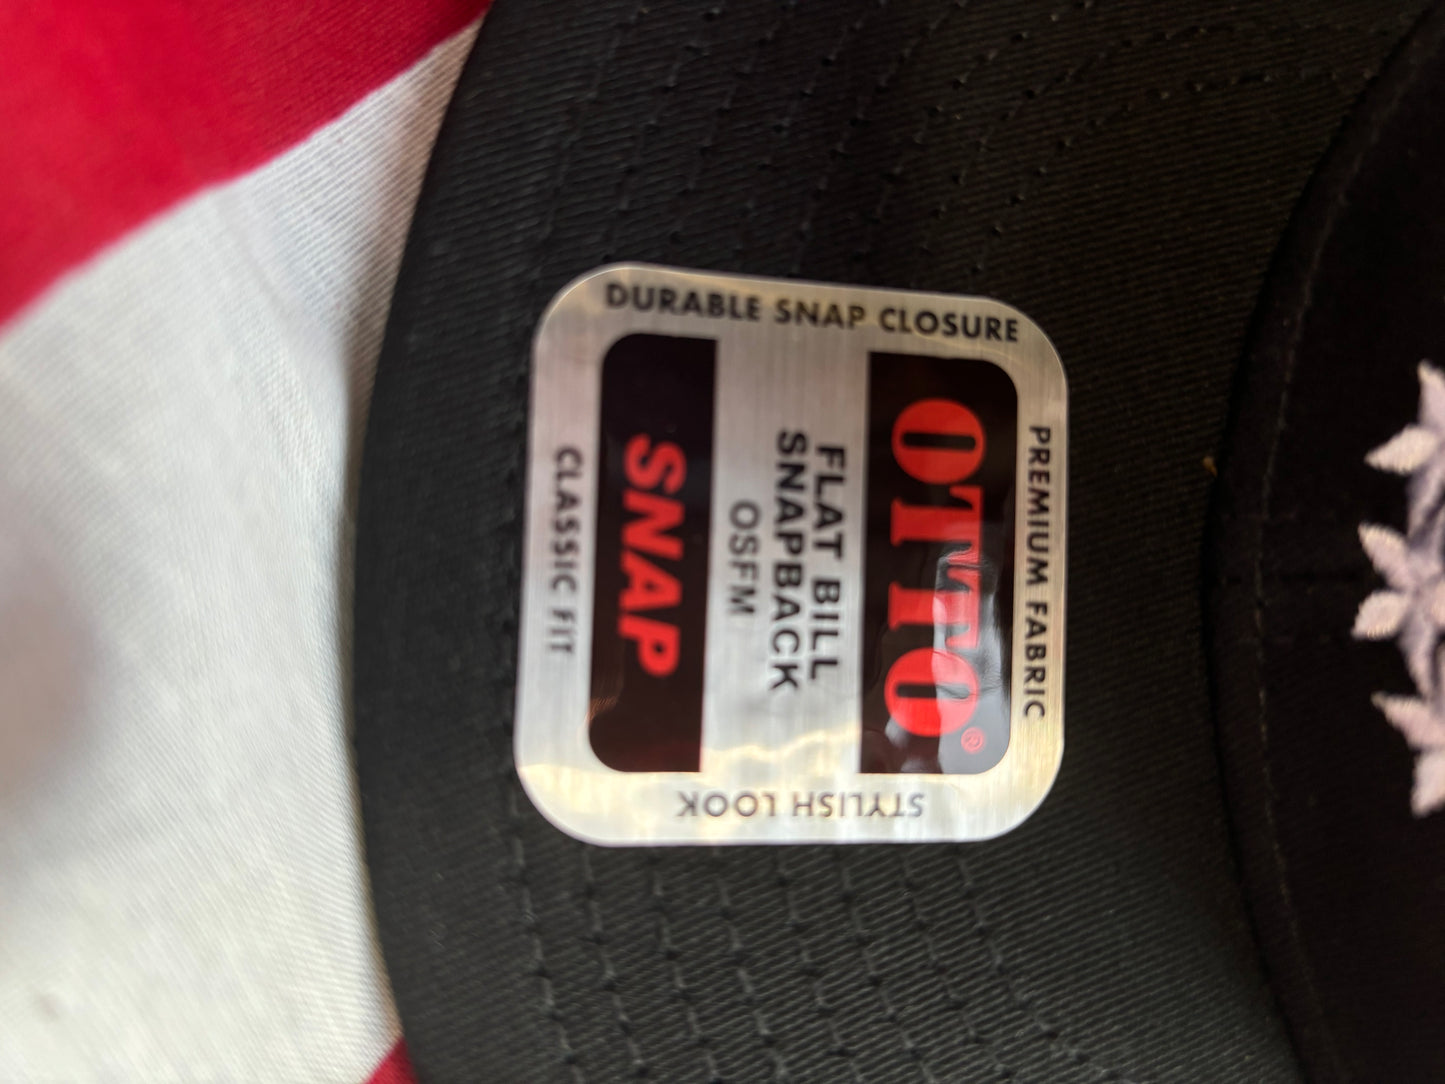 PREMIUM FABRIC
OTTO®
FLAT BILL
SNAPBACK
OSFM
SNAP
CLASSIC FIT
DURABLE SNAP CLOSURE
STYLISH LOOK